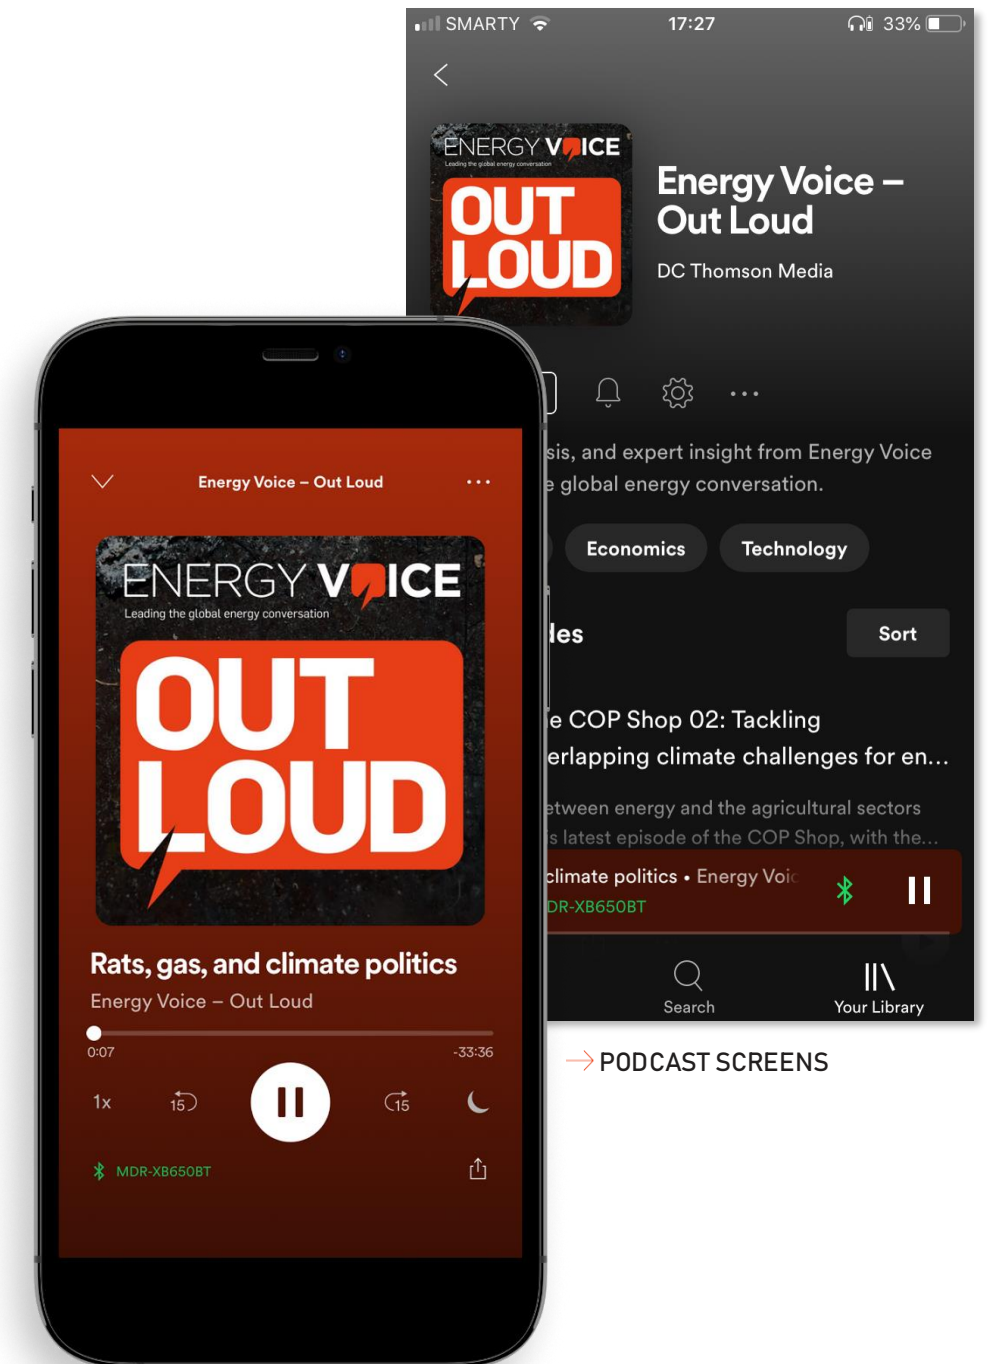 SMARTY 17:27 33%
ENERGY VOICE
Leading the global energy conversation
OUT
LOUD
Energy Voice –
Out Loud
DC Thomson Media
sis, and expert insight from Energy Voice
e global energy conversation.
Economics Technology
des Sort
e COP Shop 02: Tackling
erlapping climate challenges for en...
etween energy and the agricultural sectors
is latest episode of the COP Shop, with the...
climate politics • Energy Voic
DR-XB650BT
Search Your Library
Energy Voice – Out Loud
ENERGY VOICE
Leading the global energy conversation
OUT
LOUD
Rats, gas, and climate politics
Energy Voice – Out Loud
0:07 -33:36
1x 15 15
MDR-XB650BT
→ PODCAST SCREENS